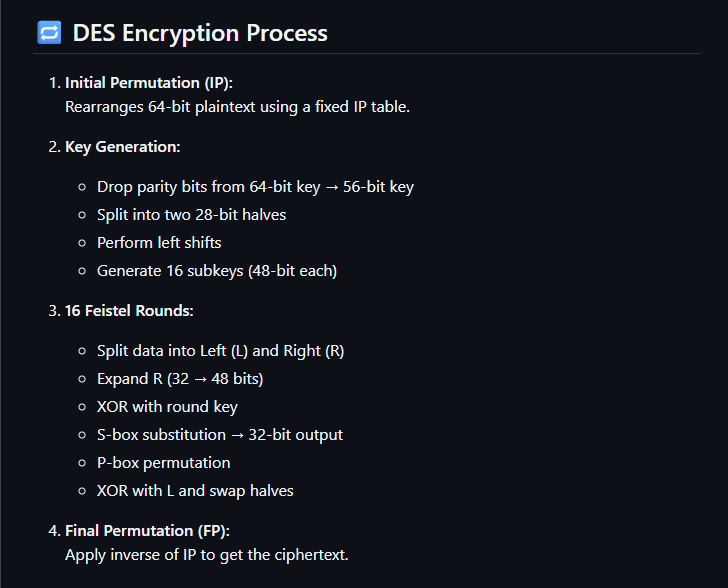 🔁 DES Encryption Process
1. Initial Permutation (IP):
Rearranges 64-bit plaintext using a fixed IP table.
2. Key Generation:
○ Drop parity bits from 64-bit key → 56-bit key
○ Split into two 28-bit halves
○ Perform left shifts
○ Generate 16 subkeys (48-bit each)
3. 16 Feistel Rounds:
○ Split data into Left (L) and Right (R)
○ Expand R (32 → 48 bits)
○ XOR with round key
○ S-box substitution → 32-bit output
○ P-box permutation
○ XOR with L and swap halves
4. Final Permutation (FP):
Apply inverse of IP to get the ciphertext.